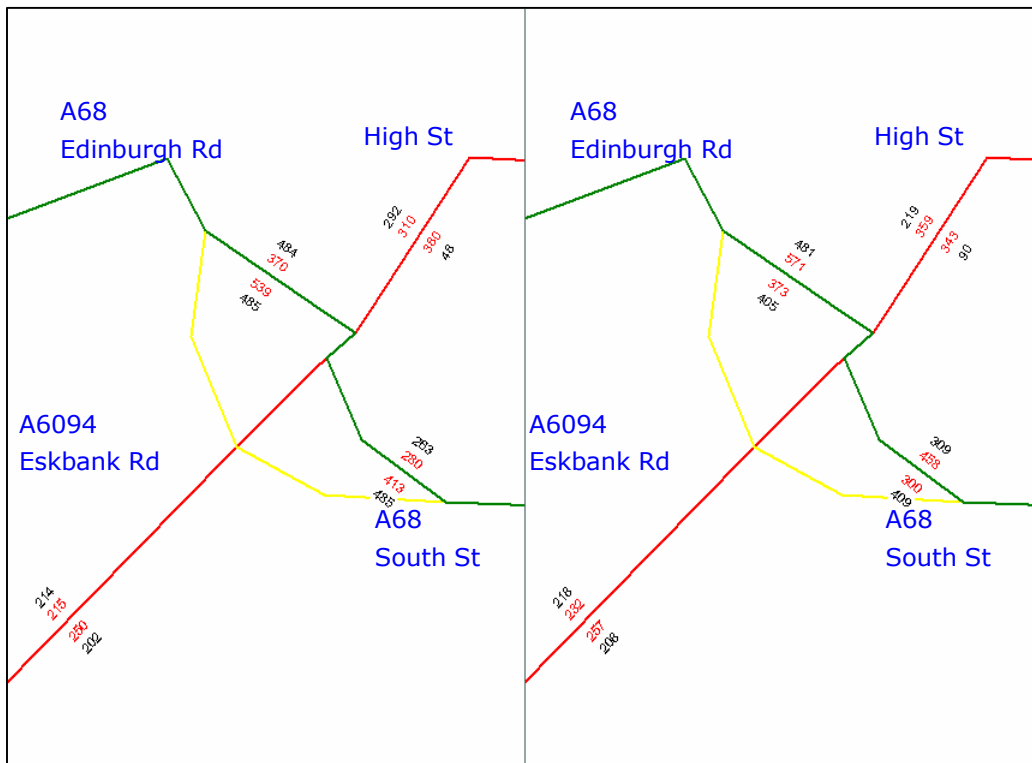 A68
Edinburgh Rd
High St
292
310
380
48
484
370
539
485
A6094
Eskbank Rd
263
280
413
485
A68
South St
214
215
250
202
A68
Edinburgh Rd
High St
219
359
343
90
481
571
373
405
A6094
Eskbank Rd
309
458
300
409
A68
South St
218
232
257
208